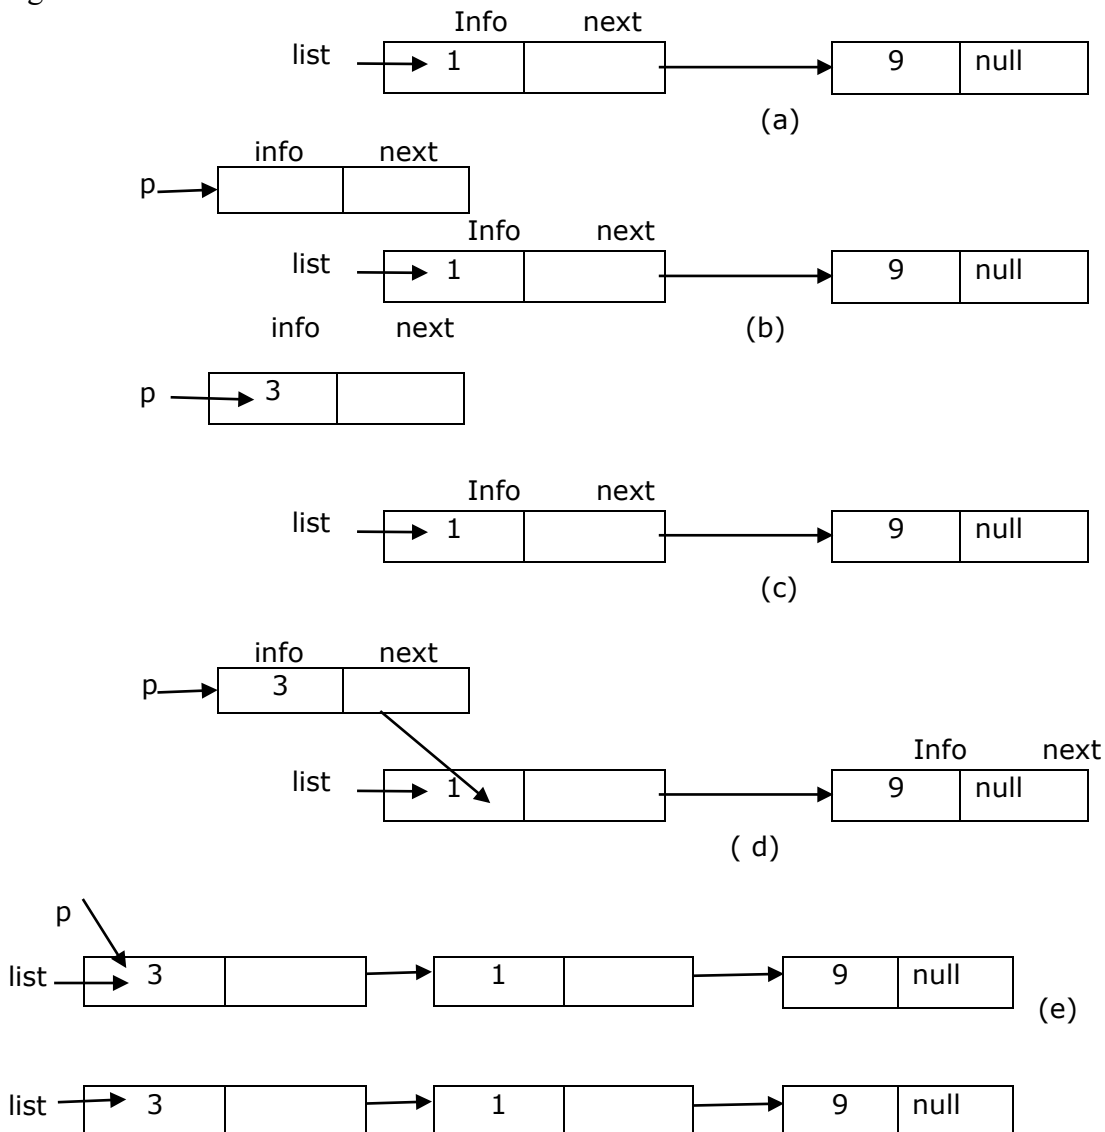 Info next
list 1 9 null
(a)
info next
p
Info next
list 1 9 null
info next (b)
p 3
Info next
list 1 9 null
(c)
info next
p 3
Info next
list 1 9 null
( d)
p
list 3 1 9 null
(e)
list 3 1 9 null